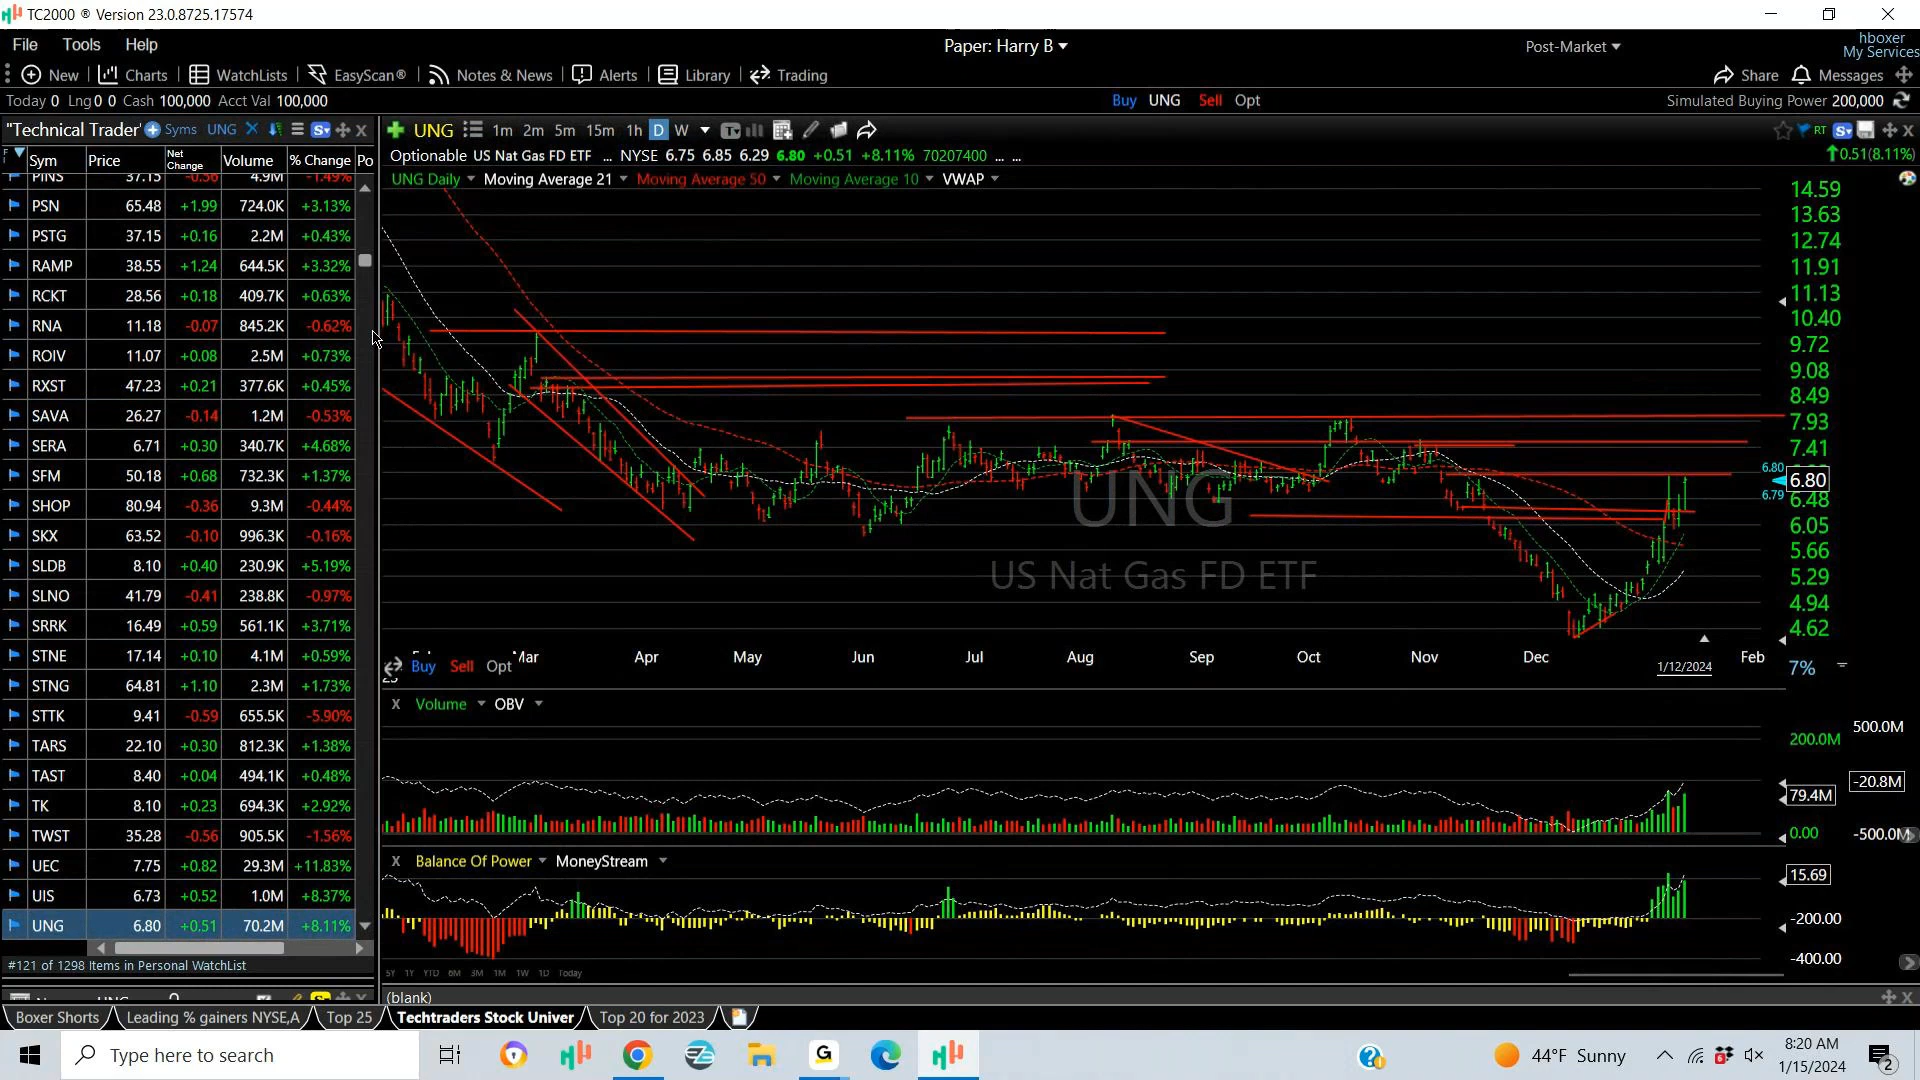 TC2000 ® Version 23.0.8725.17574
File Tools Help
Paper: Harry B
Post-Market
hboxer
My Services
New Charts WatchLists EasyScan® Notes & News Alerts Library Trading
Share Messages
Today 0 Lng 0 0 Cash 100,000 Acct Val 100,000
Buy UNG Sell Opt
Simulated Buying Power 200,000
"Technical Trader" Syms UNG
Sym Price Net Change Volume % Change Po
PINS 37.15 -0.56 4.9M -1.49%
PSN 65.48 +1.99 724.0K +3.13%
PSTG 37.15 +0.16 2.2M +0.43%
RAMP 38.55 +1.24 644.5K +3.32%
RCKT 28.56 +0.18 409.7K +0.63%
RNA 11.18 -0.07 845.2K -0.62%
ROIV 11.07 +0.08 2.5M +0.73%
RXST 47.23 +0.21 377.6K +0.45%
SAVA 26.27 -0.14 1.2M -0.53%
SERA 6.71 +0.30 340.7K +4.68%
SFM 50.18 +0.68 732.3K +1.37%
SHOP 80.94 -0.36 9.3M -0.44%
SKX 63.52 -0.10 996.3K -0.16%
SLDB 8.10 +0.40 230.9K +5.19%
SLNO 41.79 -0.41 238.8K -0.97%
SRRK 16.49 +0.59 561.1K +3.71%
STNE 17.14 +0.10 4.1M +0.59%
STNG 64.81 +1.10 2.3M +1.73%
STTK 9.41 -0.59 655.5K -5.90%
TARS 22.10 +0.30 812.3K +1.38%
TAST 8.40 +0.04 494.1K +0.48%
TK 8.10 +0.23 694.3K +2.92%
TWST 35.28 -0.56 905.5K -1.56%
UEC 7.75 +0.82 29.3M +11.83%
UIS 6.73 +0.52 1.0M +8.37%
UNG 6.80 +0.51 70.2M +8.11%
#121 of 1298 Items in Personal WatchList
UNG 1m 2m 5m 15m 1h D W
RT
Optionable US Nat Gas FD ETF ... NYSE 6.75 6.85 6.29 6.80 +0.51 +8.11% 70207400 ... ...
0.51(8.11%)
UNG Daily Moving Average 21 Moving Average 50 Moving Average 10 VWAP
14.59
13.63
12.74
11.91
11.13
10.40
9.72
9.08
8.49
7.93
7.41
6.80
6.80
6.79
6.48
6.05
5.66
5.29
4.94
4.62
UNG
US Nat Gas FD ETF
Mar Apr May Jun Jul Aug Sep Oct Nov Dec 1/12/2024 Feb
7%
Buy Sell Opt
Volume OBV
500.0M
200.0M
-20.8M
79.4M
0.00
-500.0M
Balance Of Power MoneyStream
15.69
-200.00
-400.00
5Y 1Y YTD 6M 3M 1M 1W 1D Today
(blank)
Boxer Shorts Leading % gainers NYSE,A Top 25 Techtraders Stock Univer Top 20 for 2023
Type here to search
44°F Sunny
8:20 AM
1/15/2024
2